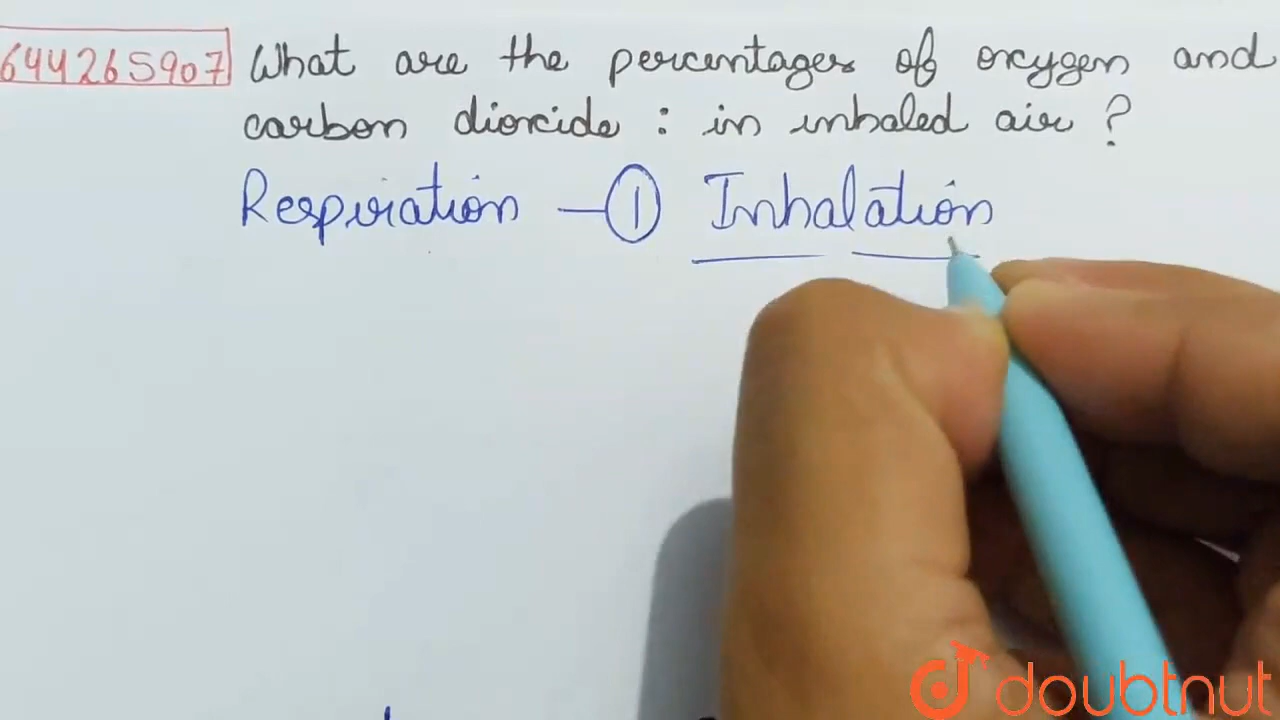 644265907 What are the percentages of oxygen and
carbon dioxide : in inhaled air ?
Respiration — ① Inhalation
doubtnut